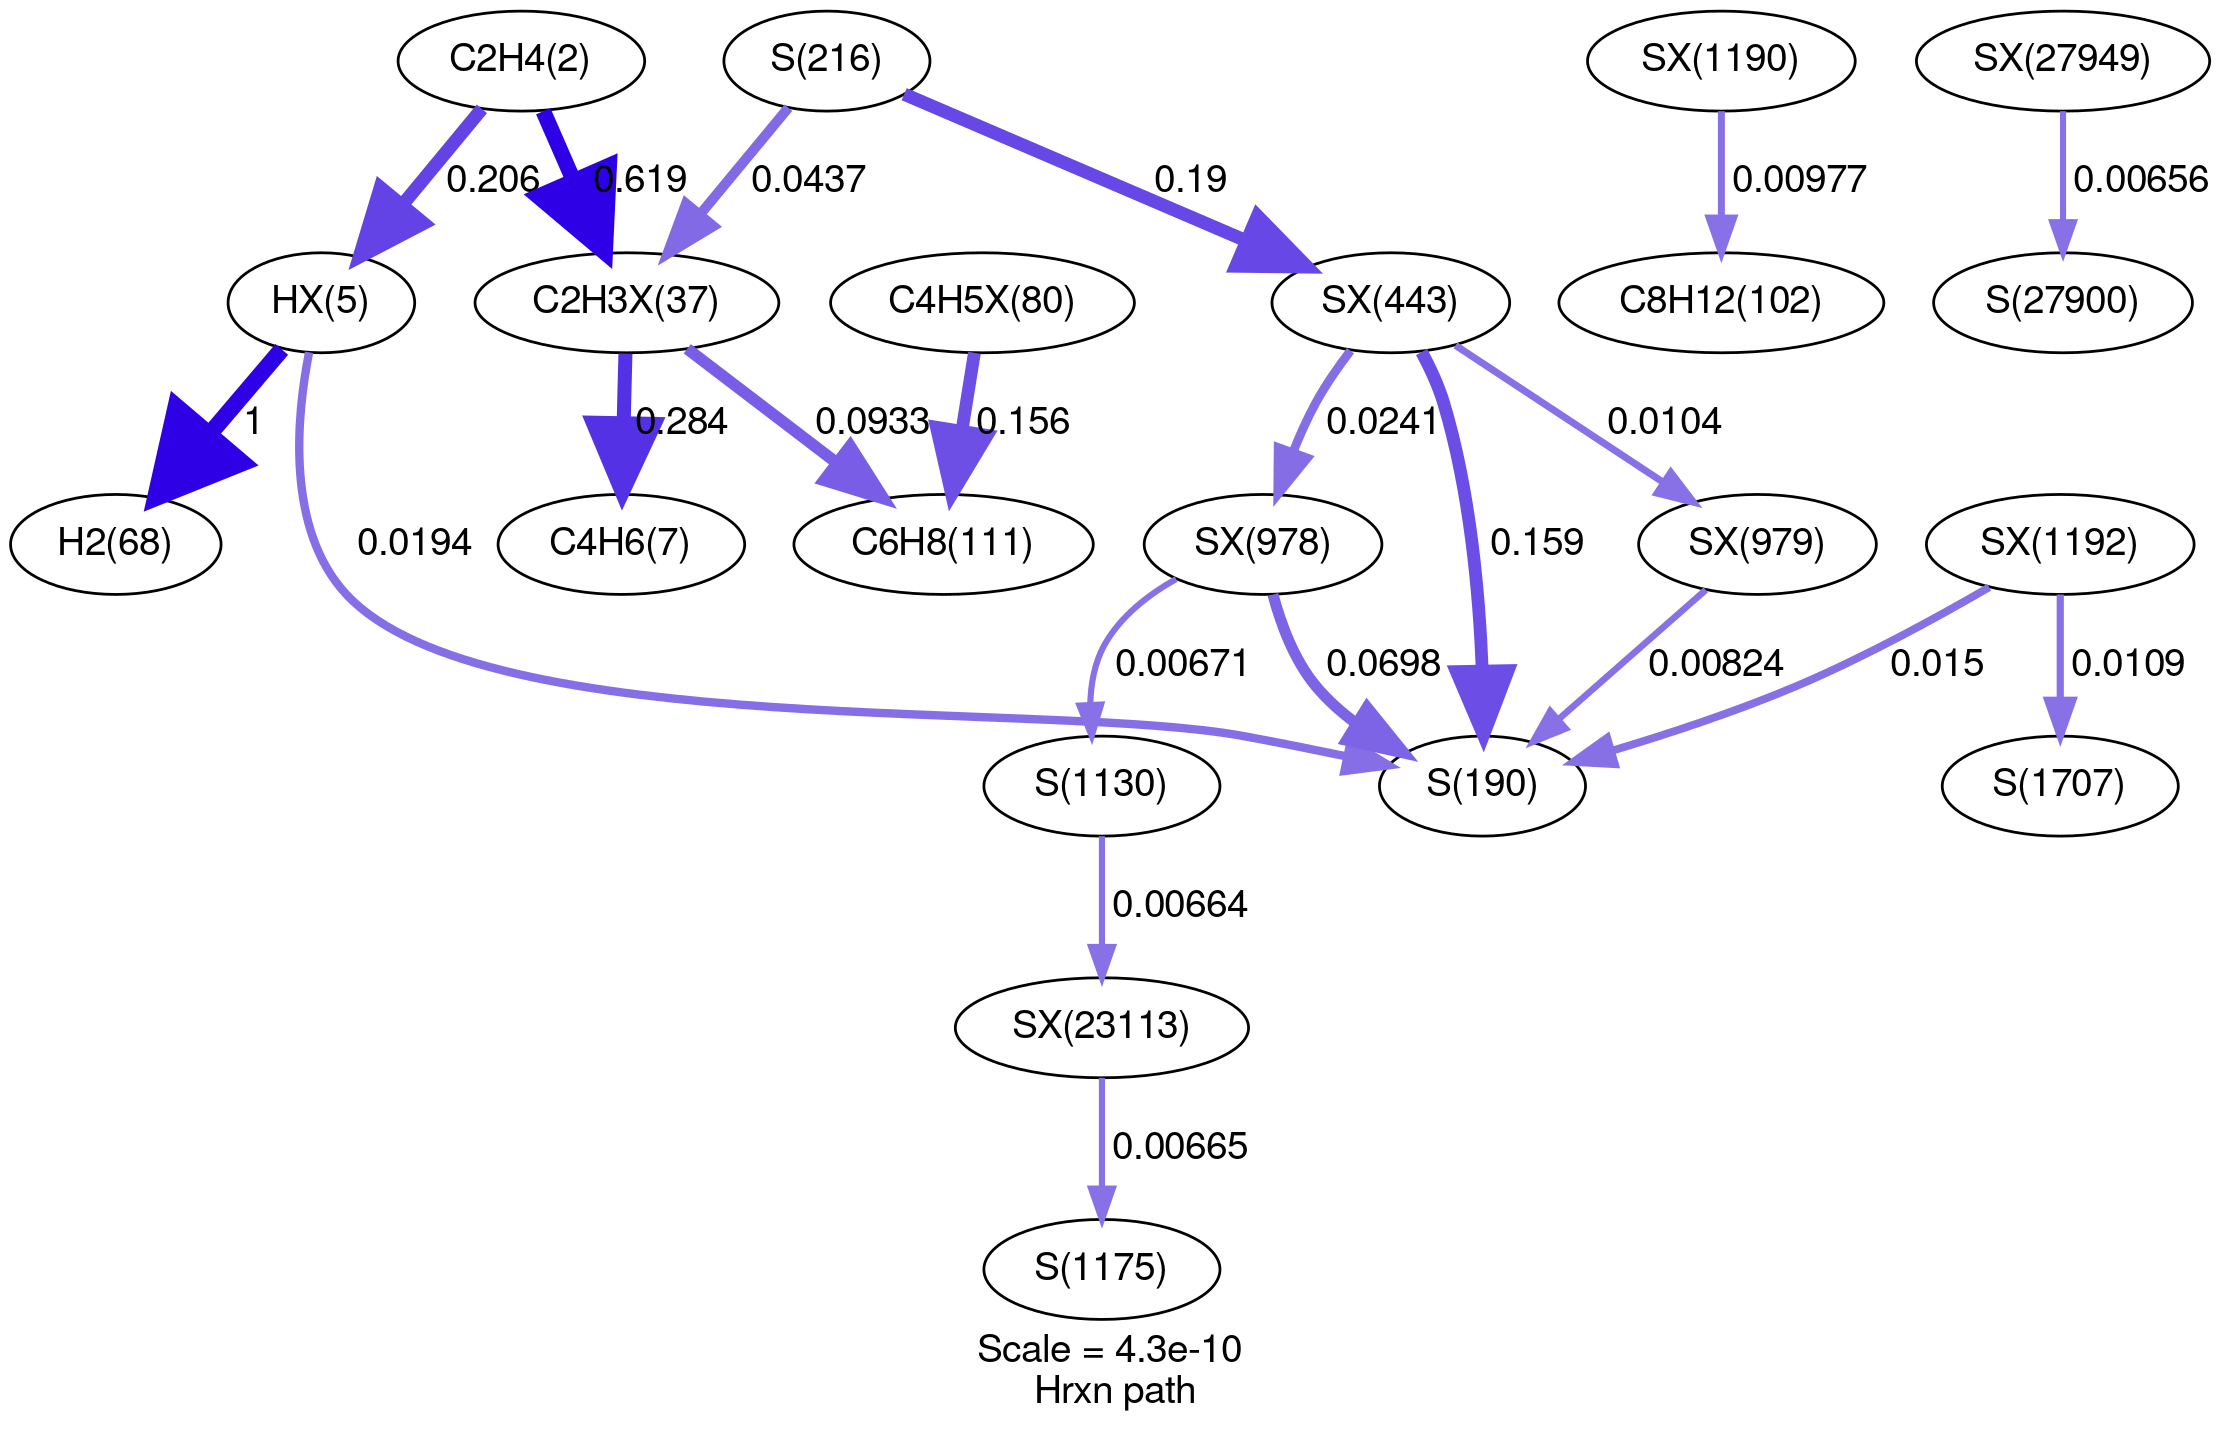 C2H4(2)
S(216)
SX(1190)
SX(27949)
0.206
0.619
0.0437
0.19
0.00977
0.00656
HX(5)
C2H3X(37)
C4H5X(80)
SX(443)
C8H12(102)
S(27900)
1
0.284
0.0933
0.156
0.0241
0.0104
H2(68)
0.0194
C4H6(7)
C6H8(111)
SX(978)
0.159
SX(979)
SX(1192)
0.00671
0.0698
0.00824
0.015
0.0109
S(1130)
S(190)
S(1707)
0.00664
SX(23113)
0.00665
S(1175)
Scale = 4.3e-10
Hrxn path